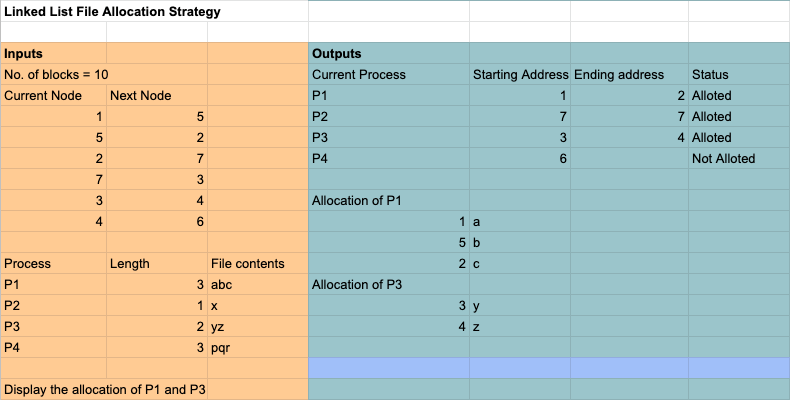 Linked List File Allocation Strategy
Inputs
No. of blocks = 10
Current Node Next Node
1 5
5 2
2 7
7 3
3 4
4 6
Process Length File contents
P1 3 abc
P2 1 x
P3 2 yz
P4 3 pqr
Display the allocation of P1 and P3
Outputs
Current Process Starting Address Ending address Status
P1 1 2 Alloted
P2 7 7 Alloted
P3 3 4 Alloted
P4 6 Not Alloted
Allocation of P1
1 a
5 b
2 c
Allocation of P3
3 y
4 z